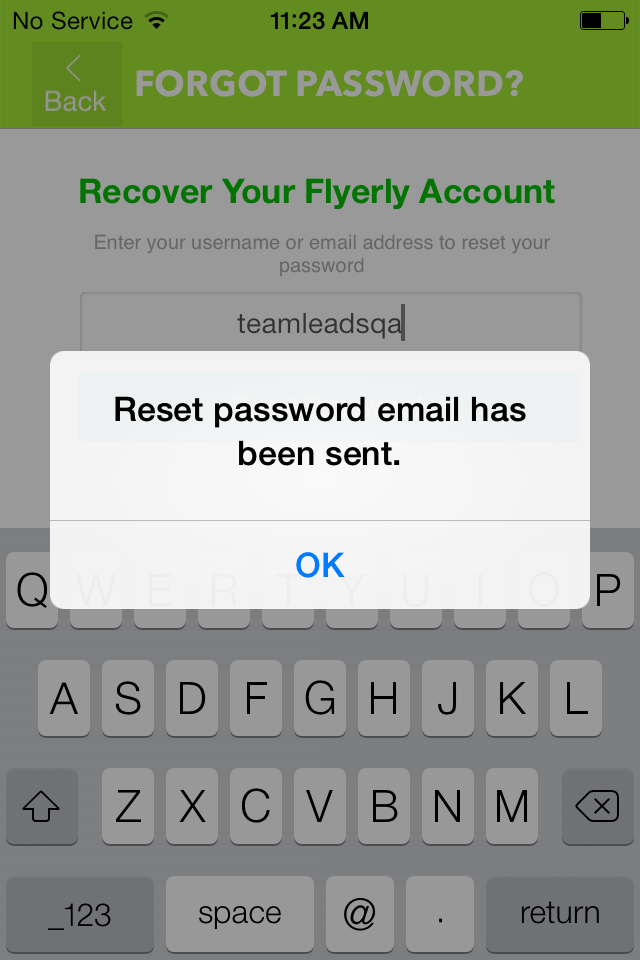 No Service 11:23 AM
Back FORGOT PASSWORD?
Recover Your Flyerly Account
Enter your username or email address to reset your
password
teamleadsqa
Reset password email has
been sent.
OK
Q W E R T Y U I O P
A S D F G H J K L
Z X C V B N M
_123 space @ . return